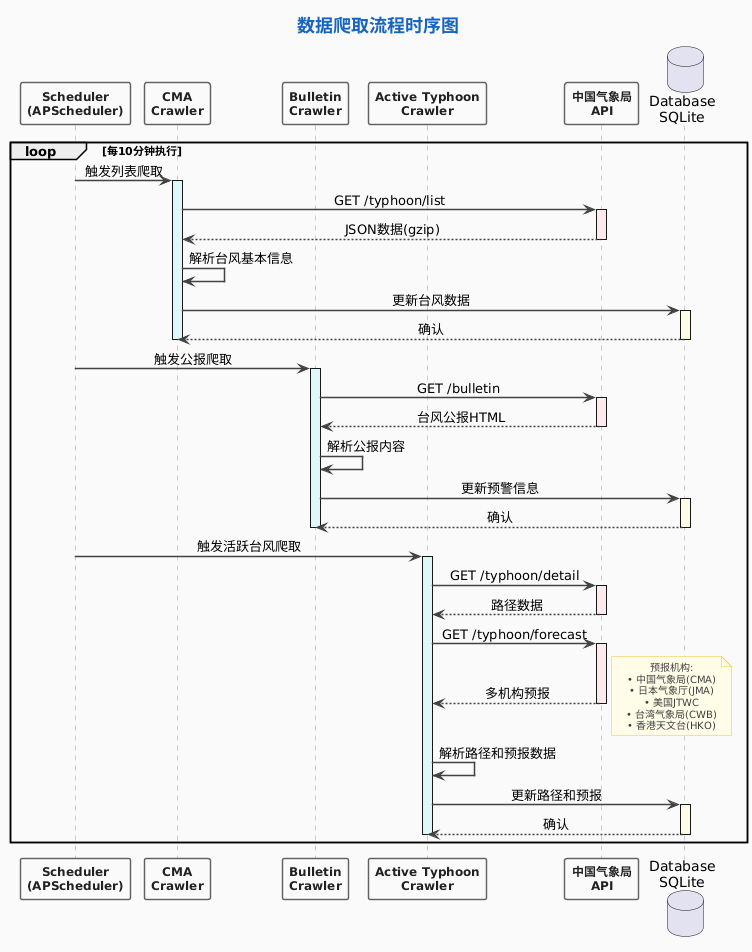 数据爬取流程时序图
Scheduler
(APScheduler)
CMA
Crawler
Bulletin
Crawler
Active Typhoon
Crawler
中国气象局
API
Database
SQLite
loop [每10分钟执行]
触发列表爬取
GET /typhoon/list
JSON数据(gzip)
解析台风基本信息
更新台风数据
确认
触发公报爬取
GET /bulletin
台风公报HTML
解析公报内容
更新预警信息
确认
触发活跃台风爬取
GET /typhoon/detail
路径数据
GET /typhoon/forecast
预报机构:
• 中国气象局(CMA)
• 日本气象厅(JMA)
• 美国JTWC
• 台湾气象局(CWB)
• 香港天文台(HKO)
多机构预报
解析路径和预报数据
更新路径和预报
确认
Scheduler
(APScheduler)
CMA
Crawler
Bulletin
Crawler
Active Typhoon
Crawler
中国气象局
API
Database
SQLite